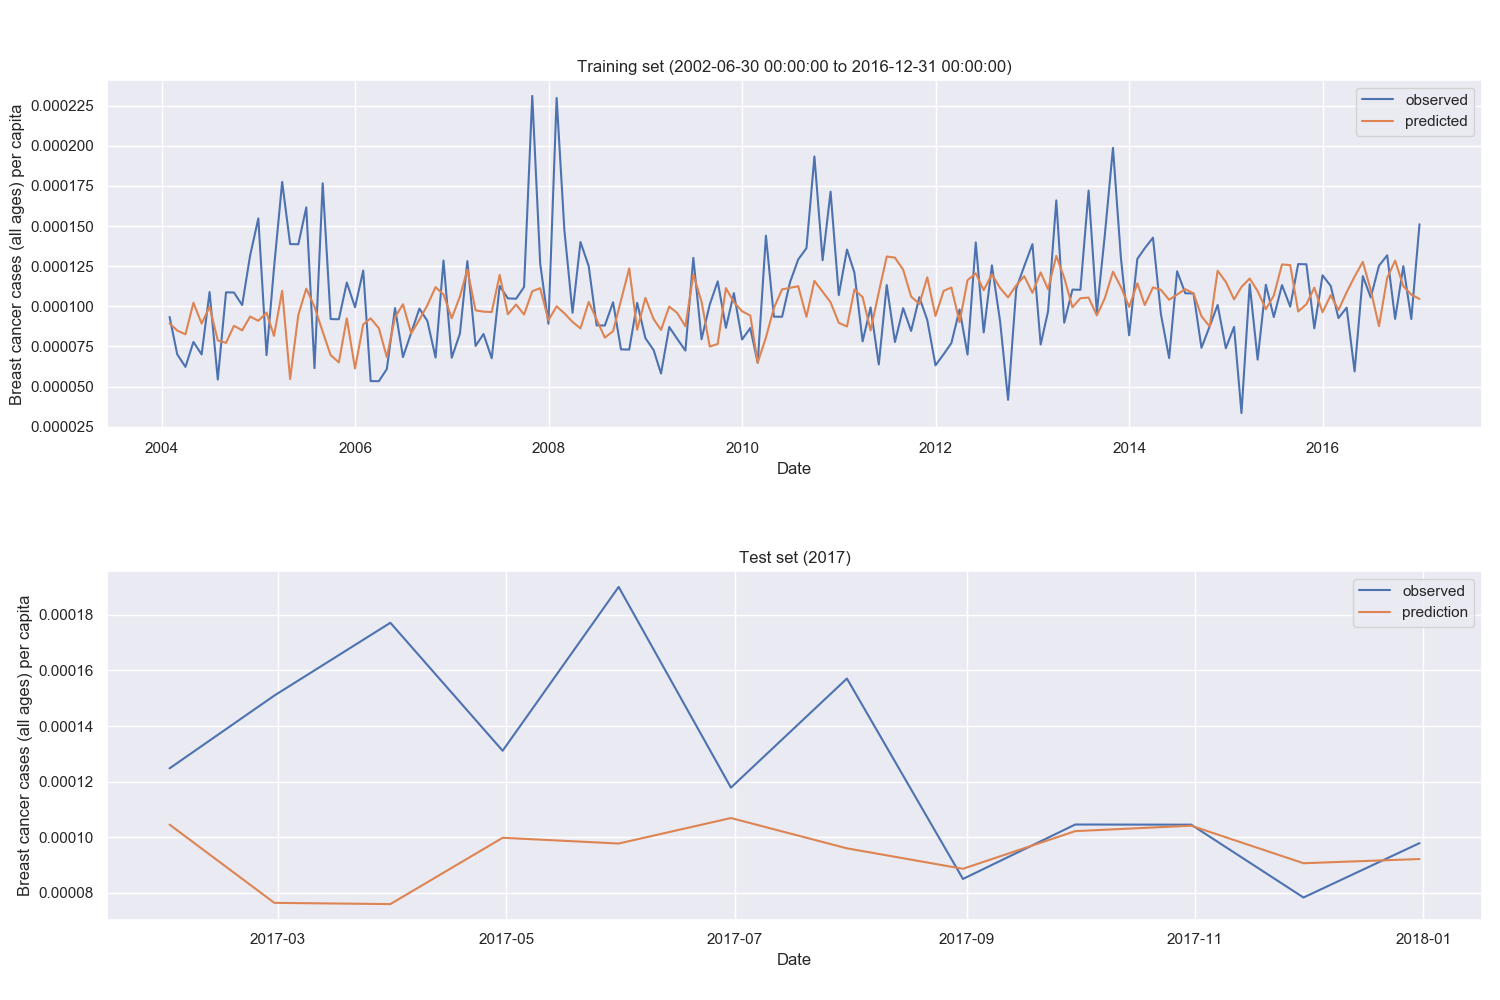 Training set (2002-06-30 00:00:00 to 2016-12-31 00:00:00)
Breast cancer cases (all ages) per capita
0.000225
0.000200
0.000175
0.000150
0.000125
0.000100
0.000075
0.000050
0.000025
observed
predicted
2004 2006 2008 2010 2012 2014 2016
Date
Test set (2017)
Breast cancer cases (all ages) per capita
0.00018
0.00016
0.00014
0.00012
0.00010
0.00008
observed
prediction
2017-03 2017-05 2017-07 2017-09 2017-11 2018-01
Date